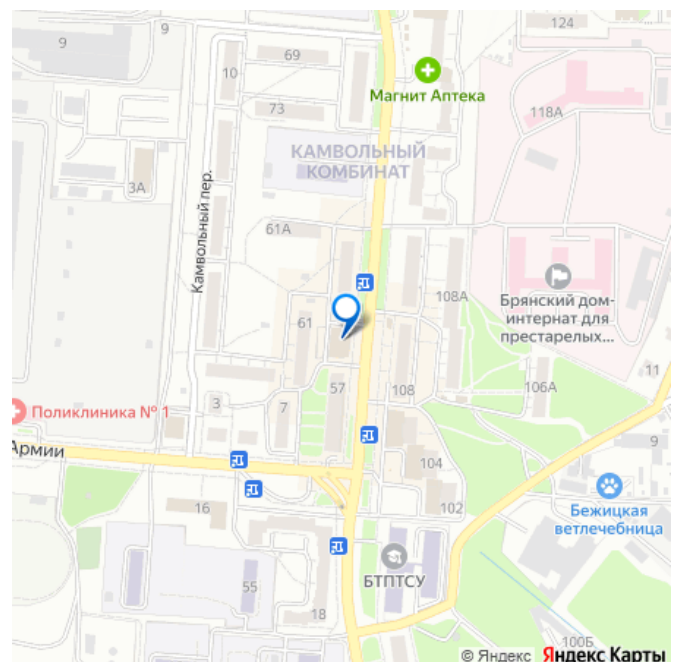 9
9
69
124
10
Магнит Аптека
73
118А
КАМВОЛЬНЫЙ
КОМБИНАТ
3А
Камвольный пер.
61А
Брянский дом-
интернат для
престарелых...
108А
61
11
57
108
106А
3
7
Поликлиника № 1
Армии
104
9
16
102
Бежицкая
ветлечебница
БТПТСУ
55
18
100Б
© Яндекс Яндекс Карты